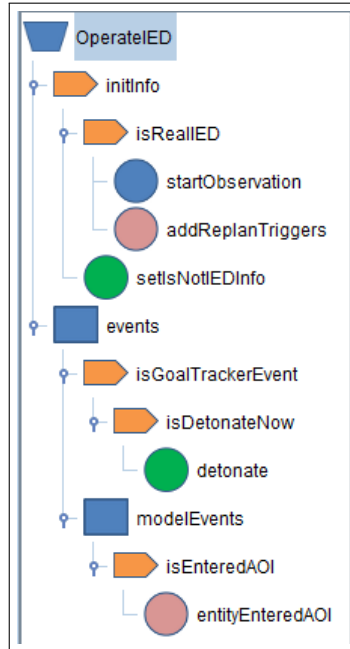 OperateIED
initInfo
isRealIED
startObservation
addReplanTriggers
setIsNotIEDInfo
events
isGoalTrackerEvent
isDetonateNow
detonate
modelEvents
isEnteredAOI
entityEnteredAOI